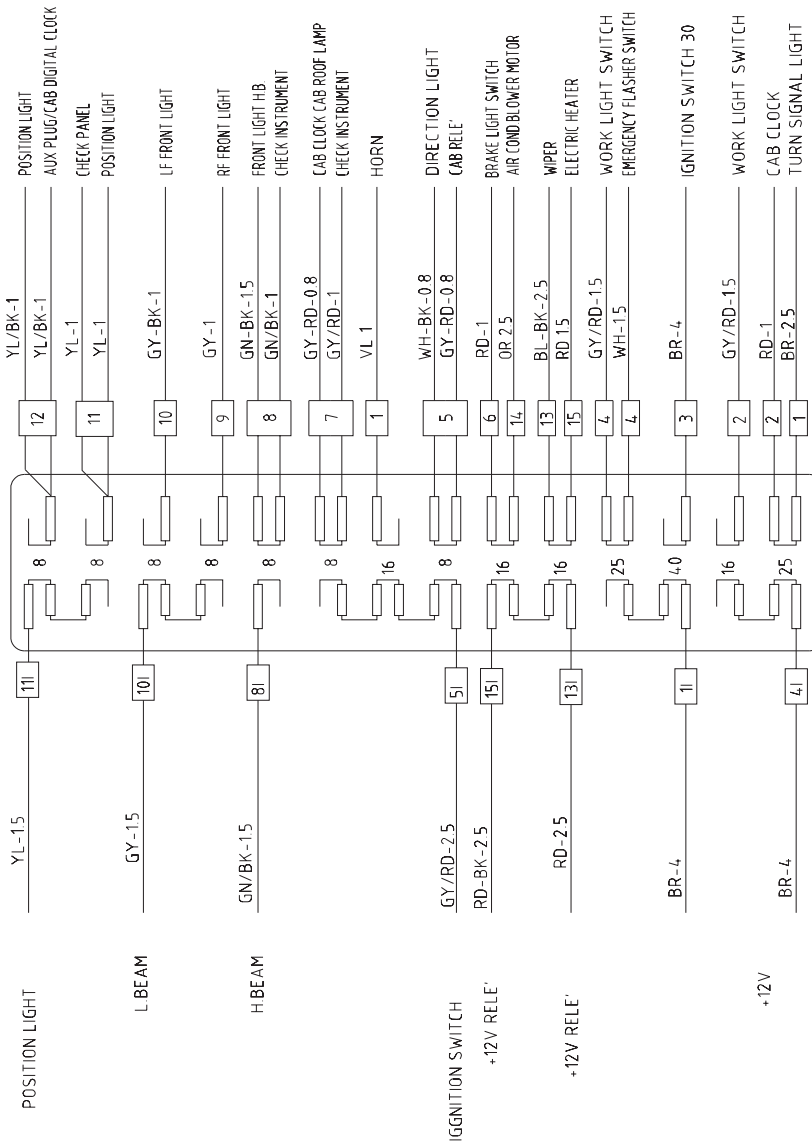 POSITION LIGHT
AUX PLUG/CAB DIGITAL CLOCK
CHECK PANEL
POSITION LIGHT
LF FRONT LIGHT
RF FRONT LIGHT
FRONT LIGHT H.B.
CHECK INSTRUMENT
CAB CLOCK CAB ROOF LAMP
CHECK INSTRUMENT
HORN
DIRECTION LIGHT
CAB RELE'
BRAKE LIGHT SWITCH
AIR COND BLOWER MOTOR
WIPER
ELECTRIC HEATER
WORK LIGHT SWITCH
EMERGENCY FLASHER SWITCH
IGNITION SWITCH 30
WORK LIGHT SWITCH
CAB CLOCK
TURN SIGNAL LIGHT
YL/BK-1
YL/BK-1
YL-1
YL-1
GY-BK-1
GY-1
GN-BK-1.5
GN/BK-1
GY-RD-0.8
GY/RD-1
VL 1
WH-BK-0.8
GY-RD-0.8
RD-1
OR 2.5
BL-BK-2.5
RD 1.5
GY/RD-1.5
WH-1.5
BR-4
GY/RD-1.5
RD-1
BR-2.5
12
11
10
9
8
7
1
5
6
14
13
15
4
4
3
2
2
1
8
8
8
8
8
8
16
8
16
16
25
40
16
25
11I
10I
8I
5I
15I
13I
1I
4I
YL-1.5
GY-1.5
GN/BK-1.5
GY/RD-2.5
RD-BK-2.5
RD-2.5
BR-4
BR-4
POSITION LIGHT
L.BEAM
H.BEAM
IGGNITION SWITCH
+12V RELE'
+12V RELE'
+12V